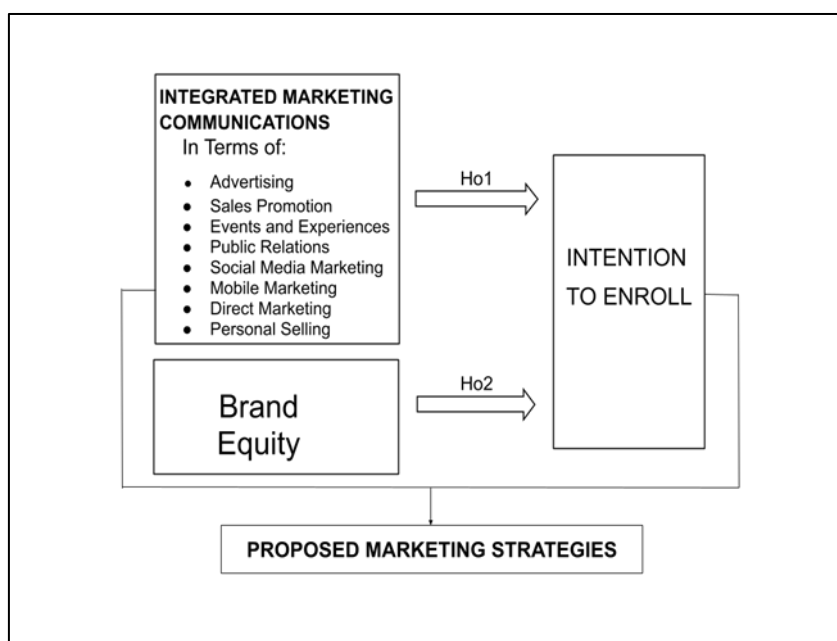 INTEGRATED MARKETING
COMMUNICATIONS
In Terms of:
● Advertising
● Sales Promotion
● Events and Experiences
● Public Relations
● Social Media Marketing
● Mobile Marketing
● Direct Marketing
● Personal Selling
Ho1
INTENTION
TO ENROLL
Brand
Equity
Ho2
PROPOSED MARKETING STRATEGIES